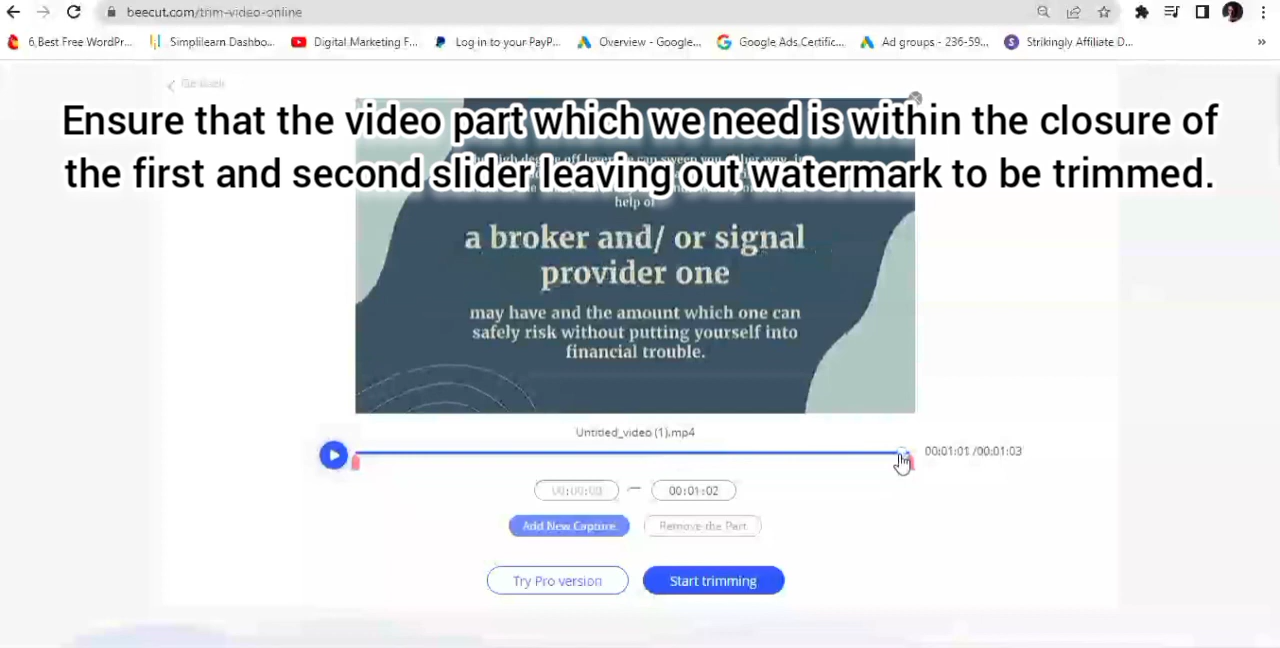 beecut.com/trim-video-online
6 Best Free WordPr...
Simplilearn Dashbo...
Digital Marketing F...
Log in to your PayP...
Overview - Google...
Google Ads Certific...
Ad groups - 236-59...
Strikingly Affiliate D...
»
Go back
Ensure that the video part which we need is within the closure of
the first and second slider leaving out watermark to be trimmed.
help of
a broker and/ or signal
provider one
may have and the amount which one can
safely risk without putting yourself into
financial trouble.
Untitled_video (1).mp4
00:01:01 /00:01:03
00:00:00 — 00:01:02
Add New Capture
Remove the Part
Try Pro version
Start trimming